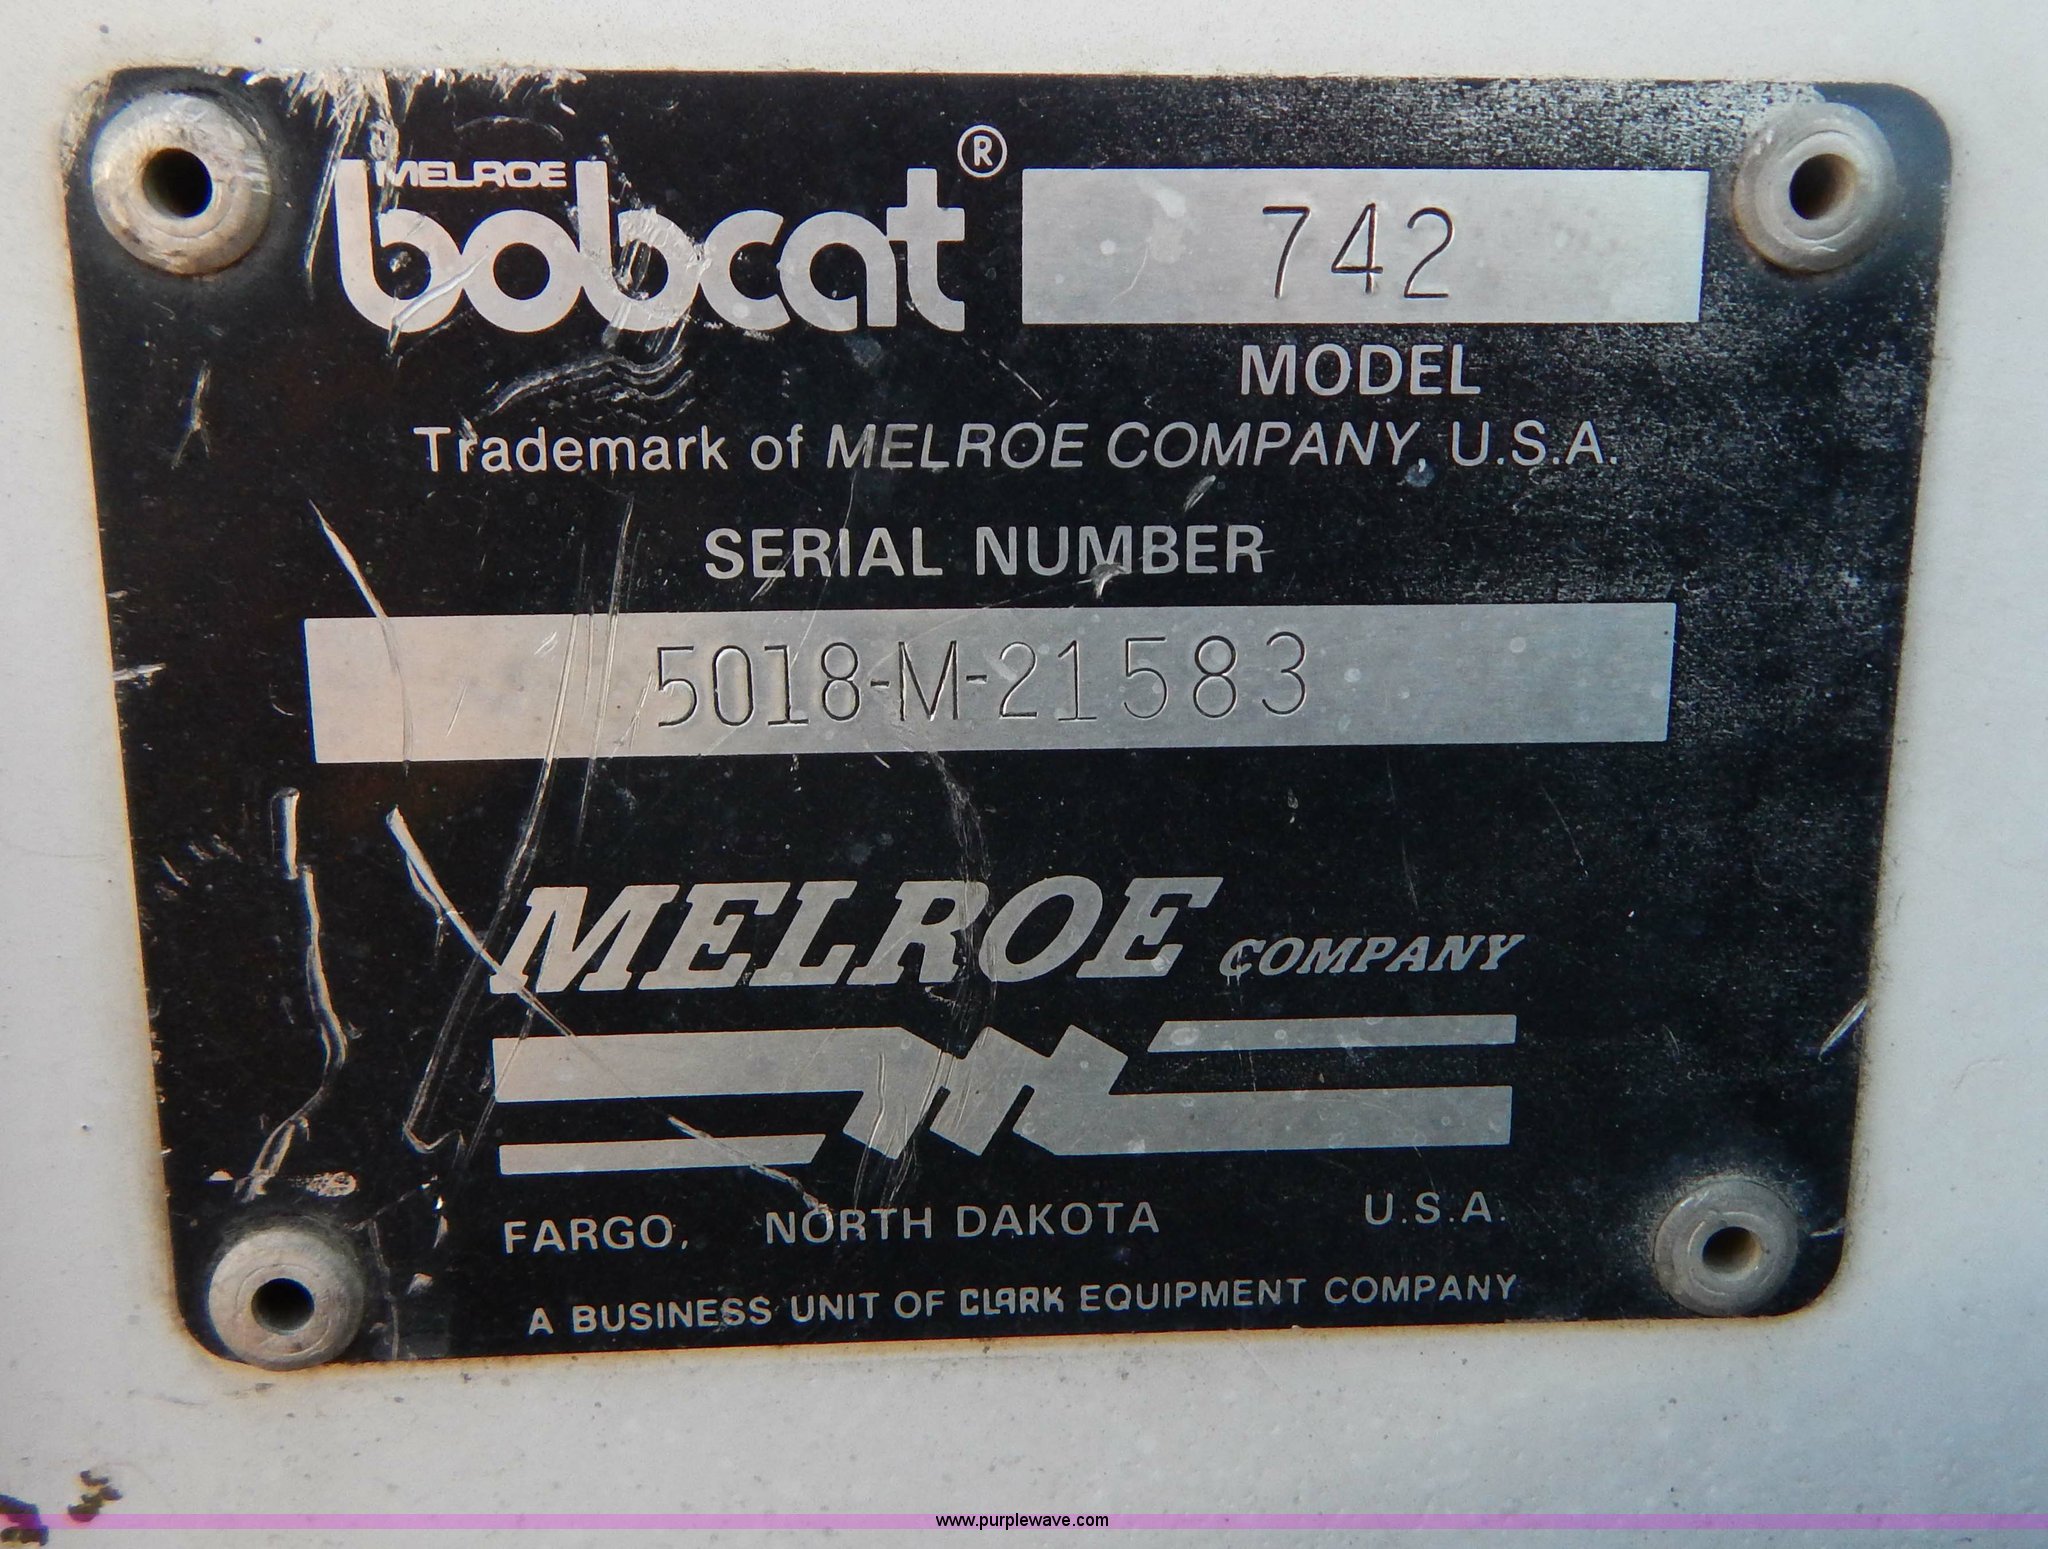 MELROE
bobcat® 742
MODEL
Trademark of MELROE COMPANY, U.S.A.
SERIAL NUMBER
5018-M-21583
MELROE COMPANY
FARGO, NORTH DAKOTA U.S.A.
A BUSINESS UNIT OF CLARK EQUIPMENT COMPANY
www.purplewave.com